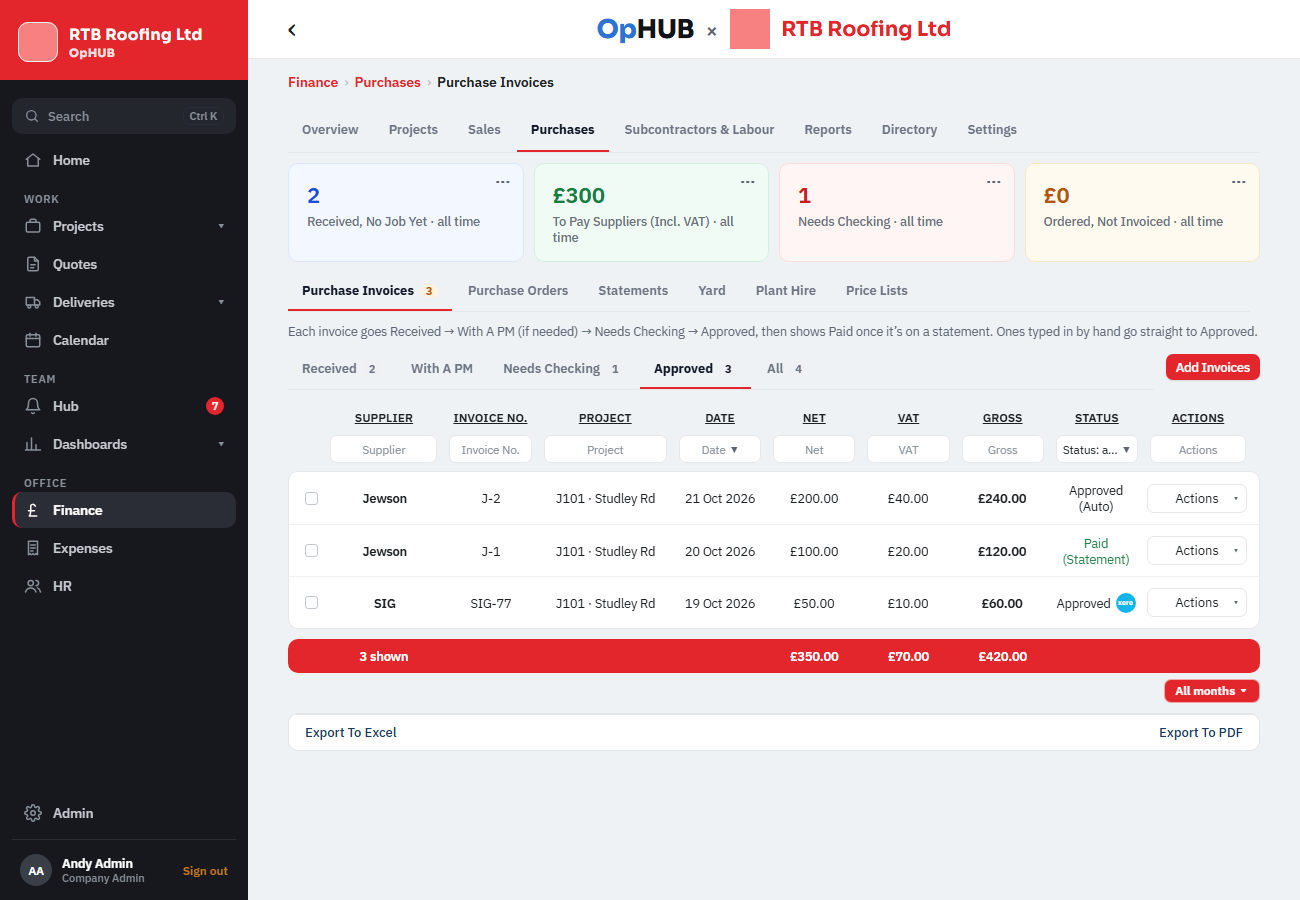 RTB Roofing Ltd
OpHUB
Search Ctrl K
Home
WORK
Projects
Quotes
Deliveries
Calendar
TEAM
Hub 7
Dashboards
OFFICE
Finance
Expenses
HR
Admin
AA Andy Admin
Company Admin
Sign out
OpHUB × RTB Roofing Ltd
Finance › Purchases › Purchase Invoices
Overview Projects Sales Purchases Subcontractors & Labour Reports Directory Settings
2
Received, No Job Yet · all time
£300
To Pay Suppliers (Incl. VAT) · all
time
1
Needs Checking · all time
£0
Ordered, Not Invoiced · all time
Purchase Invoices 3 Purchase Orders Statements Yard Plant Hire Price Lists
Each invoice goes Received → With A PM (if needed) → Needs Checking → Approved, then shows Paid once it's on a statement. Ones typed in by hand go straight to Approved.
Received 2 With A PM Needs Checking 1 Approved 3 All 4 Add Invoices
SUPPLIER INVOICE NO. PROJECT DATE NET VAT GROSS STATUS ACTIONS
Supplier Invoice No. Project Date ▼ Net VAT Gross Status: a... ▼ Actions
Jewson J-2 J101 · Studley Rd 21 Oct 2026 £200.00 £40.00 £240.00 Approved (Auto) Actions
Jewson J-1 J101 · Studley Rd 20 Oct 2026 £100.00 £20.00 £120.00 Paid (Statement) Actions
SIG SIG-77 J101 · Studley Rd 19 Oct 2026 £50.00 £10.00 £60.00 Approved xero Actions
3 shown £350.00 £70.00 £420.00
All months
Export To Excel Export To PDF